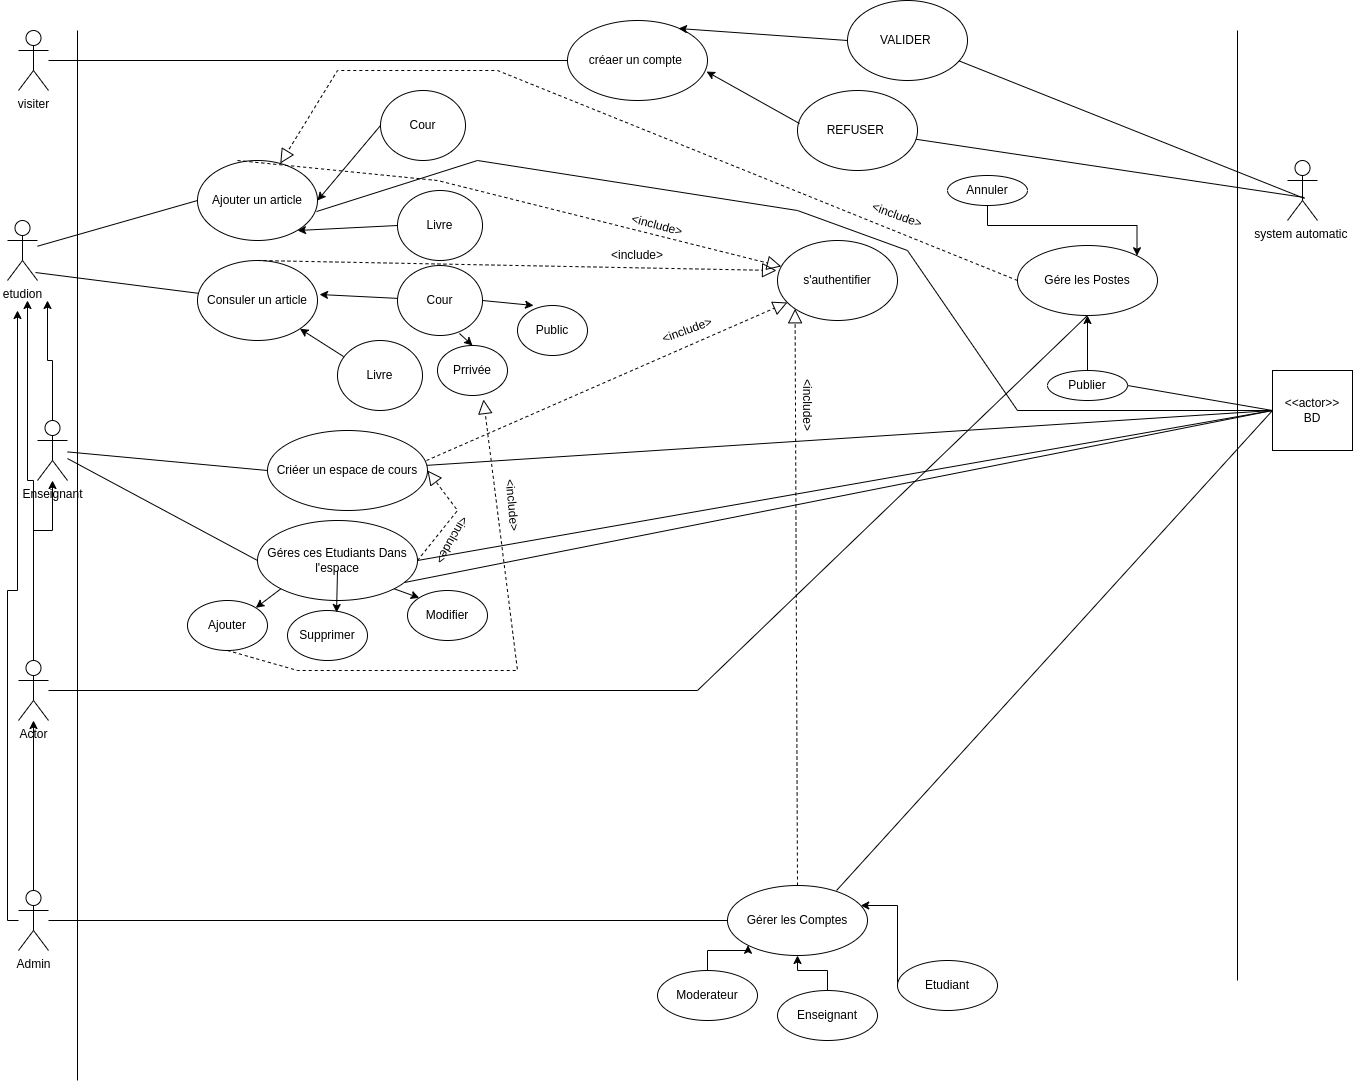 VALIDER
créaer un compte
visiter
Cour
REFUSER
Annuler
Ajouter un article
<include>
<include>
Livre
system automatic
<include>
s'authentifier
Gére les Postes
etudion
Consuler un article
Cour
Public
<include>
Prrivée
Livre
Publier
<include>
<<actor>>
BD
Criéer un espace de cours
Enseignant
<include>
<include>
Géres ces Etudiants Dans
l'espace
Ajouter
Supprimer
Modifier
Actor
Gérer les Comptes
Admin
Moderateur
Etudiant
Enseignant